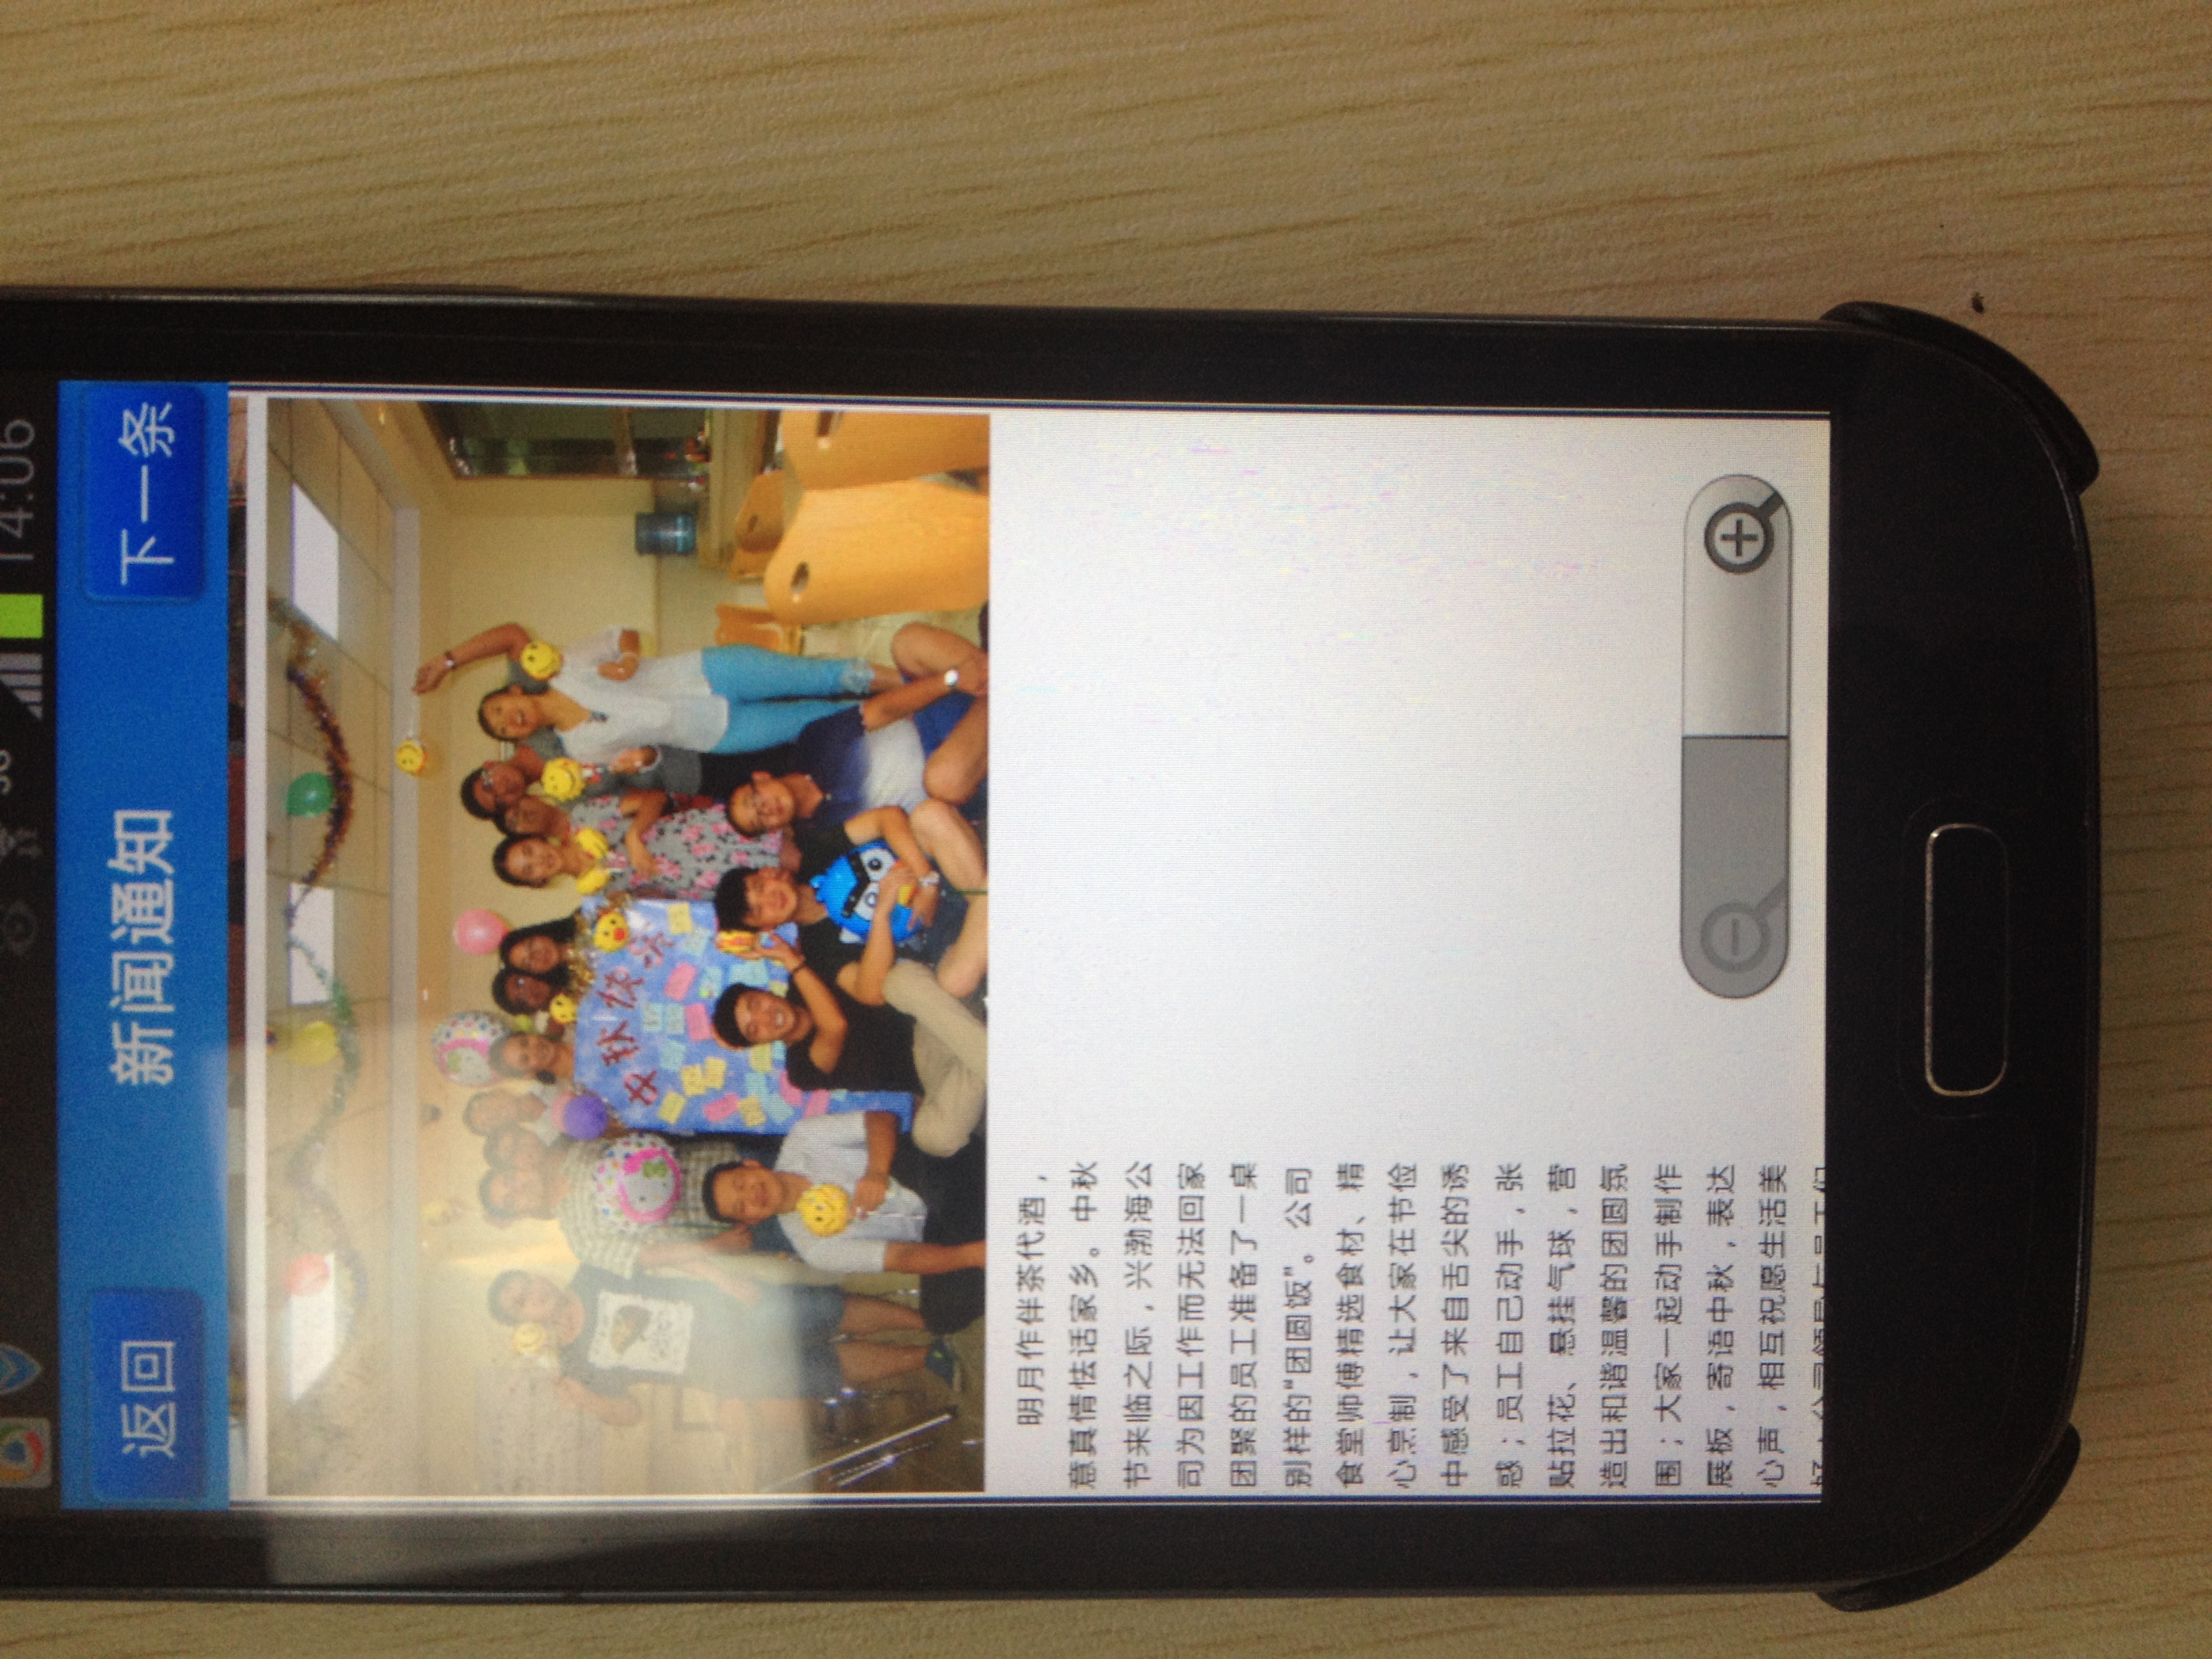 14:06
返回
新闻通知
下一条
中秋快乐
明月作伴茶代酒，
意真情怯话家乡。中秋
节来临之际，兴渤海公
司为因工作而无法回家
团聚的员工准备了一桌
别样的“团圆饭”。公司
食堂师傅精选食材、精
心烹制，让大家在节俭
中感受了来自舌尖的诱
惑；员工自己动手，张
贴拉花、悬挂气球，营
造出和谐温馨的团圆氛
围；大家一起动手制作
展板，寄语中秋，表达
心声，相互祝愿生活美